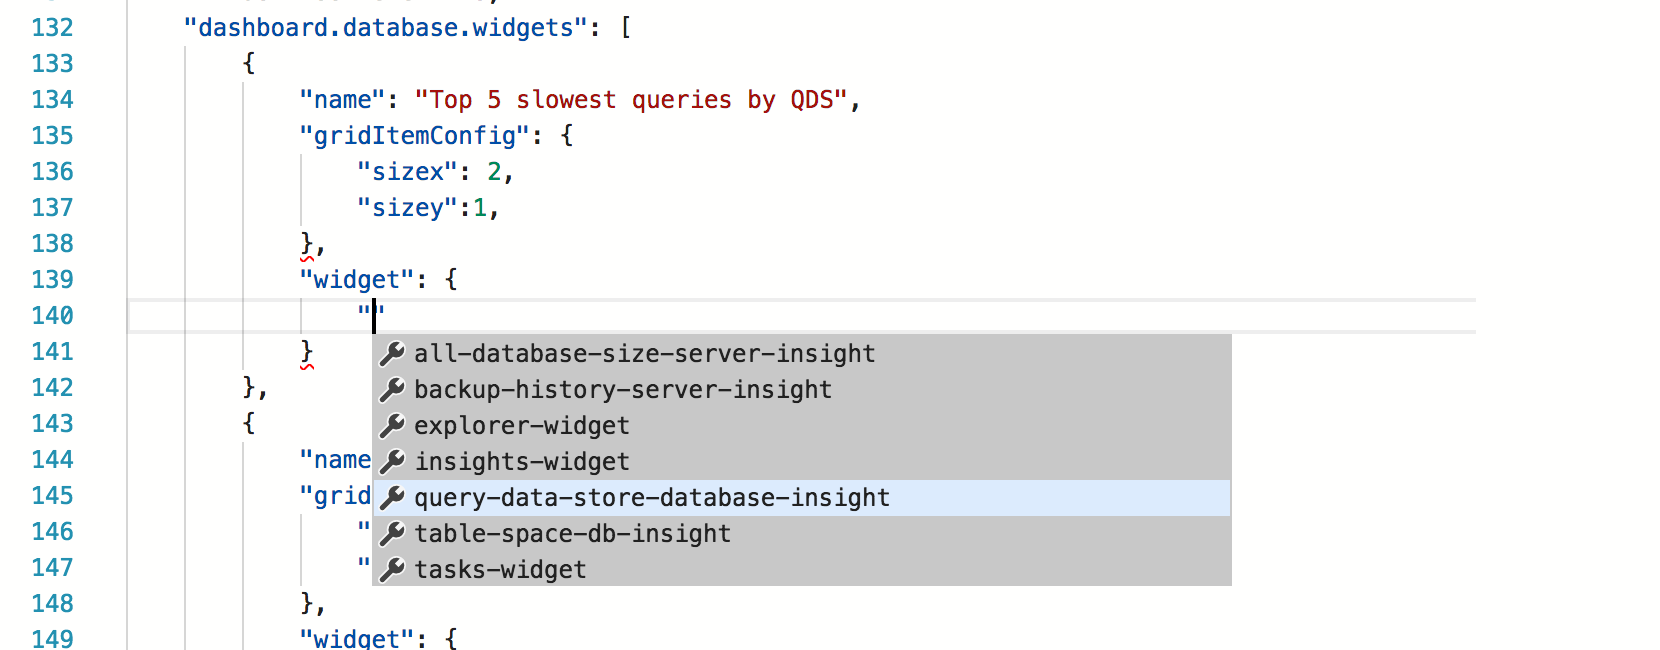 132 "dashboard.database.widgets": [
133 {
134 "name": "Top 5 slowest queries by QDS",
135 "gridItemConfig": {
136 "sizex": 2,
137 "sizey":1,
138 },
139 "widget": {
140 ""
141 }
all-database-size-server-insight
142 },
backup-history-server-insight
143 {
explorer-widget
144 "name
insights-widget
145 "grid
query-data-store-database-insight
146 "
table-space-db-insight
147 "
tasks-widget
148 },
149 "widget": {